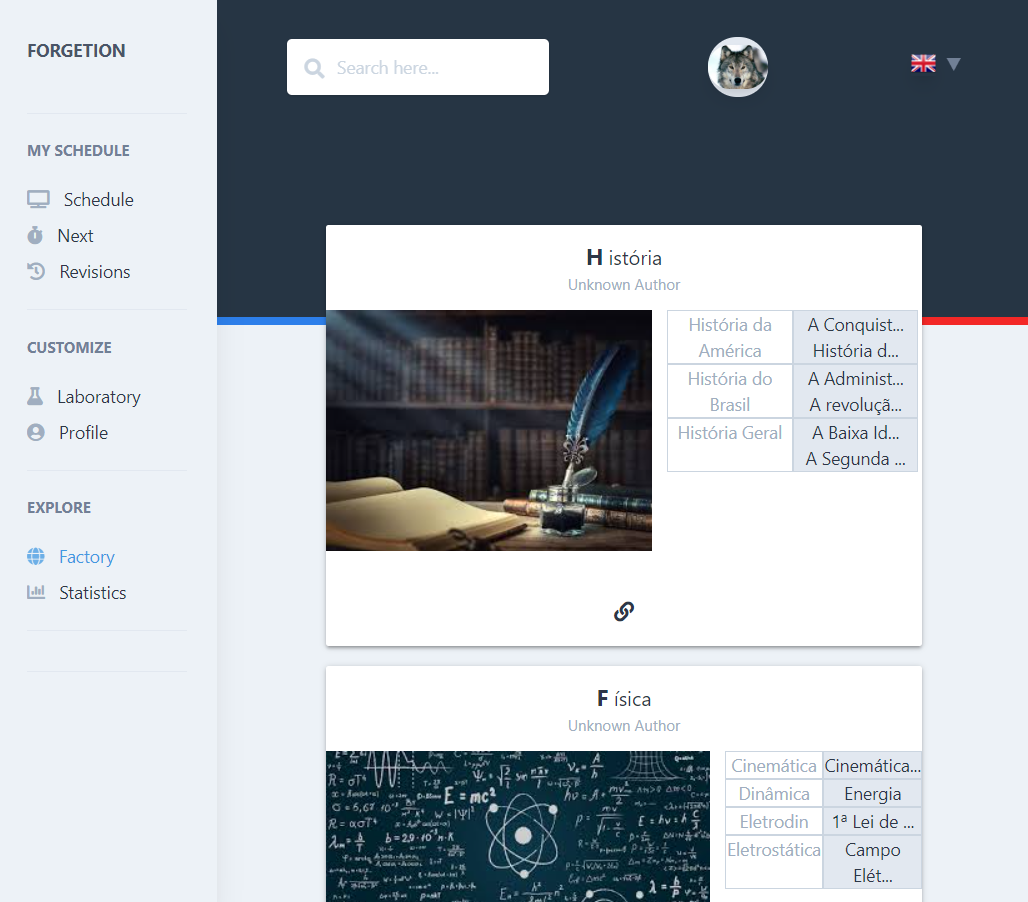 FORGETION
Search here...
MY SCHEDULE
Schedule
Next
Revisions
CUSTOMIZE
Laboratory
Profile
EXPLORE
Factory
Statistics
H istória
Unknown Author
História da América
A Conquist...
História d...
História do Brasil
A Administ...
A revoluçã...
História Geral
A Baixa Id...
A Segunda ...
F ísica
Unknown Author
E = mc²
Cinemática
Cinemática...
Dinâmica
Energia
Eletrodin
1ª Lei de ...
Eletrostática
Campo
Elét...